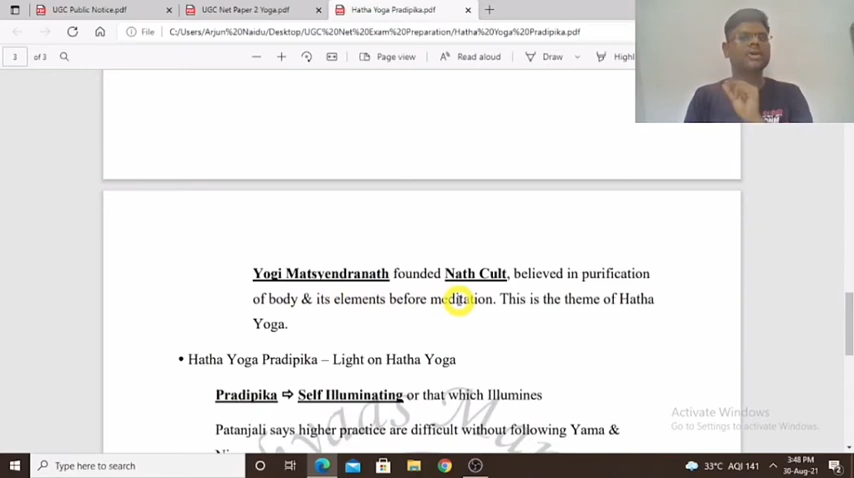 UGC Public Notice.pdf
UGC Net Paper 2 Yoga.pdf
Hatha Yoga Pradipika.pdf
File
C:/Users/Arjun%20Naidu/Desktop/UGC%20Net%20Exam%20Preparation/Hatha%20Yoga%20Pradipika.pdf
3 of 3
Page view
Read aloud
Draw
Highl
Yogi Matsyendranath founded Nath Cult, believed in purification
of body & its elements before meditation. This is the theme of Hatha
Yoga.
• Hatha Yoga Pradipika – Light on Hatha Yoga
Pradipika ⇨ Self Illuminating or that which Illumines
Patanjali says higher practice are difficult without following Yama &
Activate Windows
Go to Settings to activate Windows.
Type here to search
33°C AQI 141
3:48 PM
30-Aug-21
2